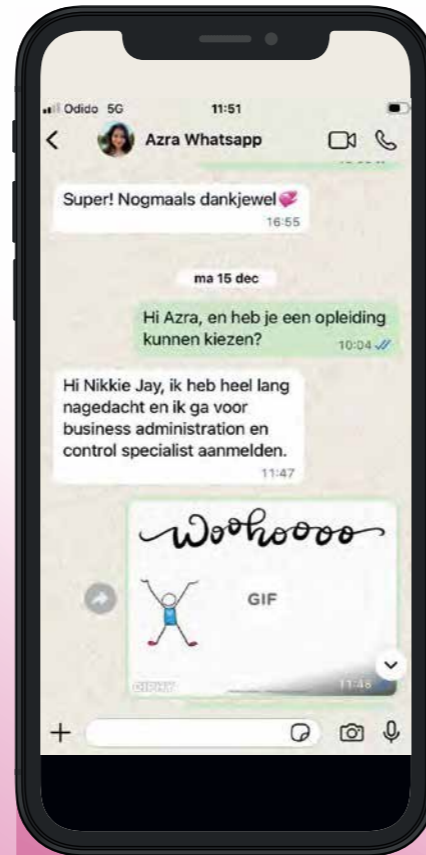 Odido 5G 11:51
Azra Whatsapp
Super! Nogmaals dankjewel💞
16:55
ma 15 dec
Hi Azra, en heb je een opleiding
kunnen kiezen?
10:04
Hi Nikkie Jay, ik heb heel lang
nagedacht en ik ga voor
business administration en
control specialist aanmelden.
11:47
woohoooo
GIF
GIPHY 11:48